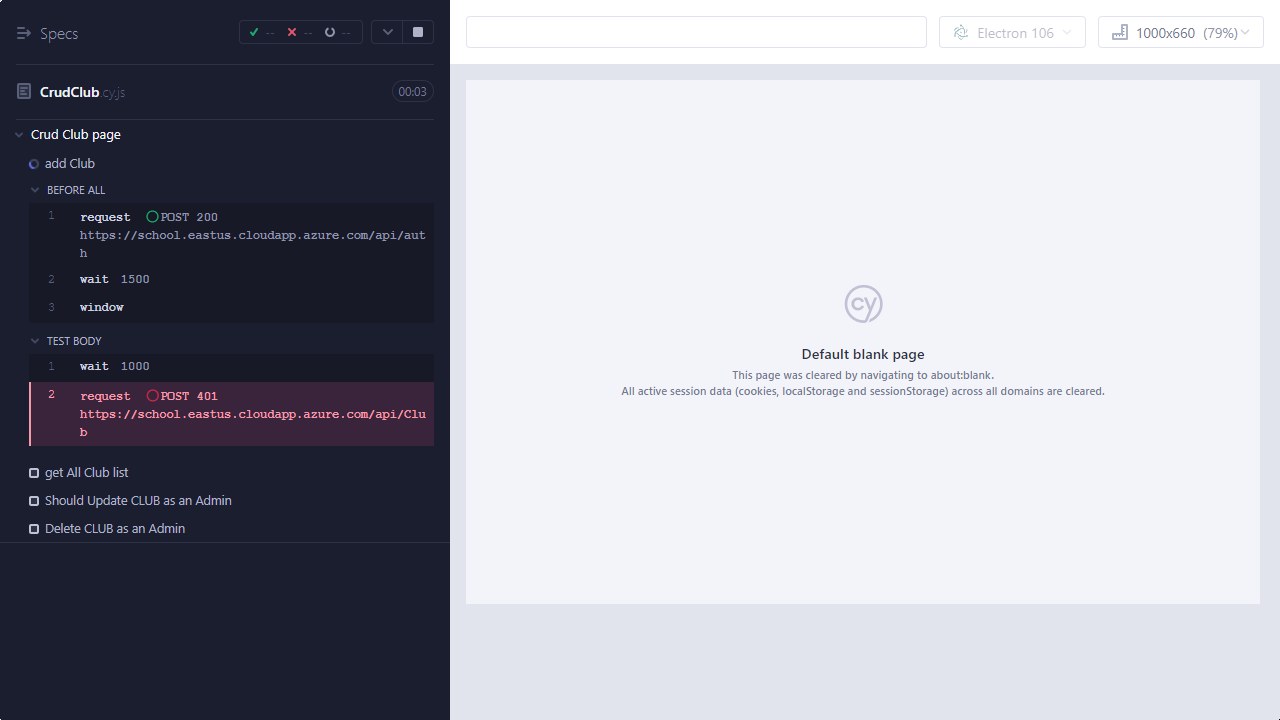 Specs
--
--
--
CrudClub.cy.js
00:03
Crud Club page
add Club
BEFORE ALL
1 request POST 200
https://school.eastus.cloudapp.azure.com/api/aut
h
2 wait 1500
3 window
TEST BODY
1 wait 1000
2 request POST 401
https://school.eastus.cloudapp.azure.com/api/Clu
b
get All Club list
Should Update CLUB as an Admin
Delete CLUB as an Admin
Electron 106
1000x660 (79%)
cy
Default blank page
This page was cleared by navigating to about:blank.
All active session data (cookies, localStorage and sessionStorage) across all domains are cleared.